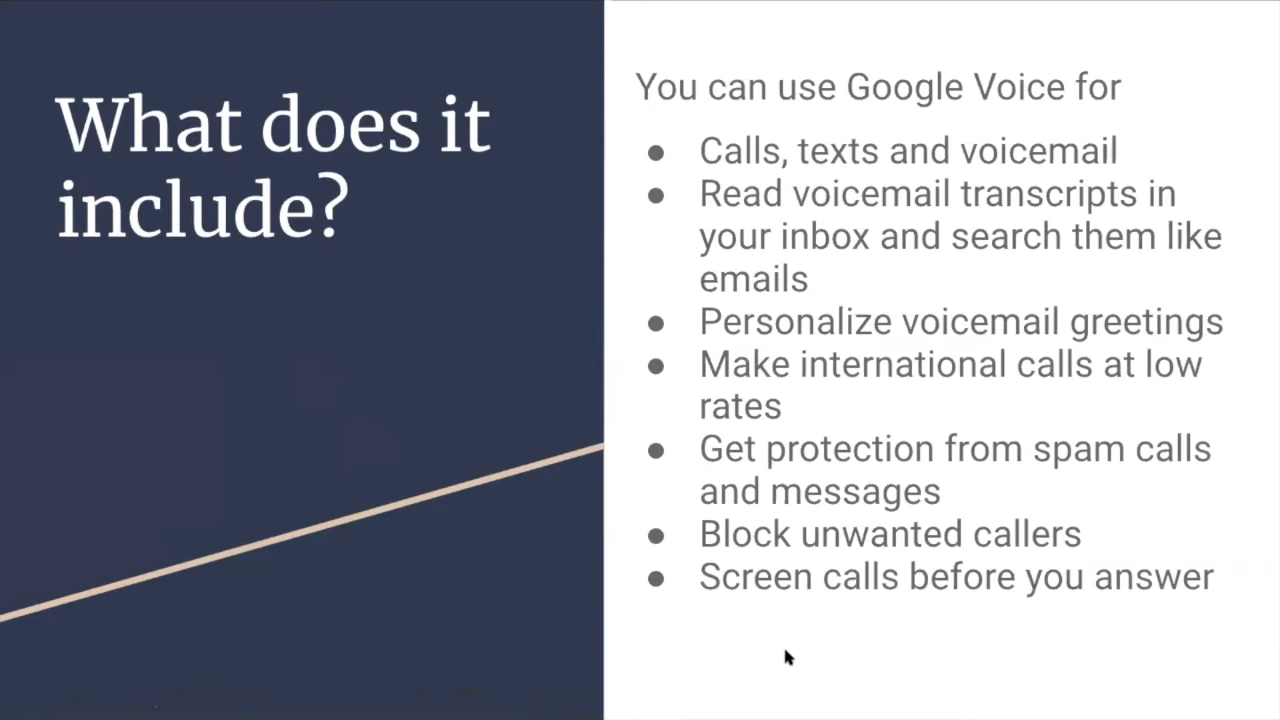 What does it
include?
You can use Google Voice for
● Calls, texts and voicemail
● Read voicemail transcripts in
your inbox and search them like
emails
● Personalize voicemail greetings
● Make international calls at low
rates
● Get protection from spam calls
and messages
● Block unwanted callers
● Screen calls before you answer